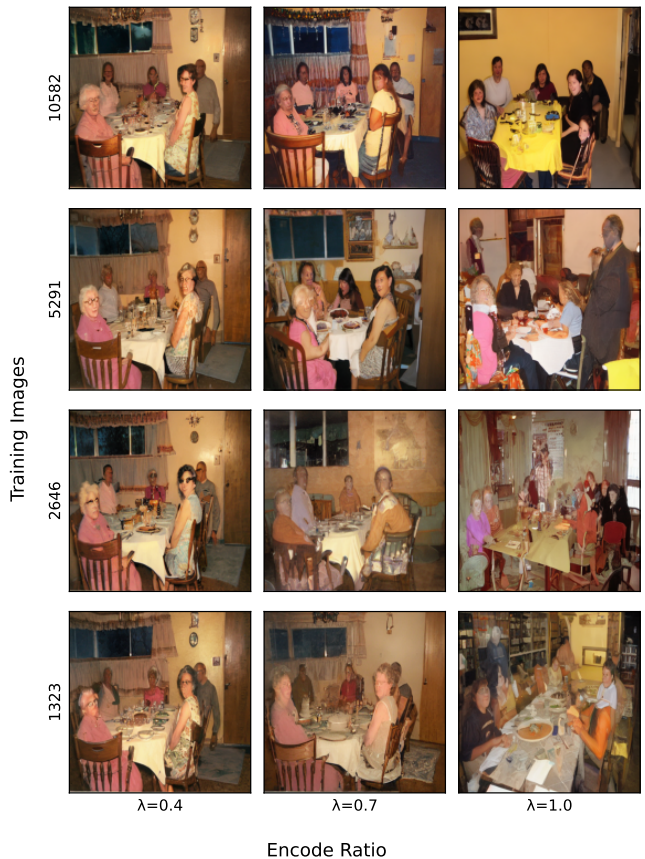 10582
5291
2646
1323
Training Images
λ=0.4 λ=0.7 λ=1.0
Encode Ratio